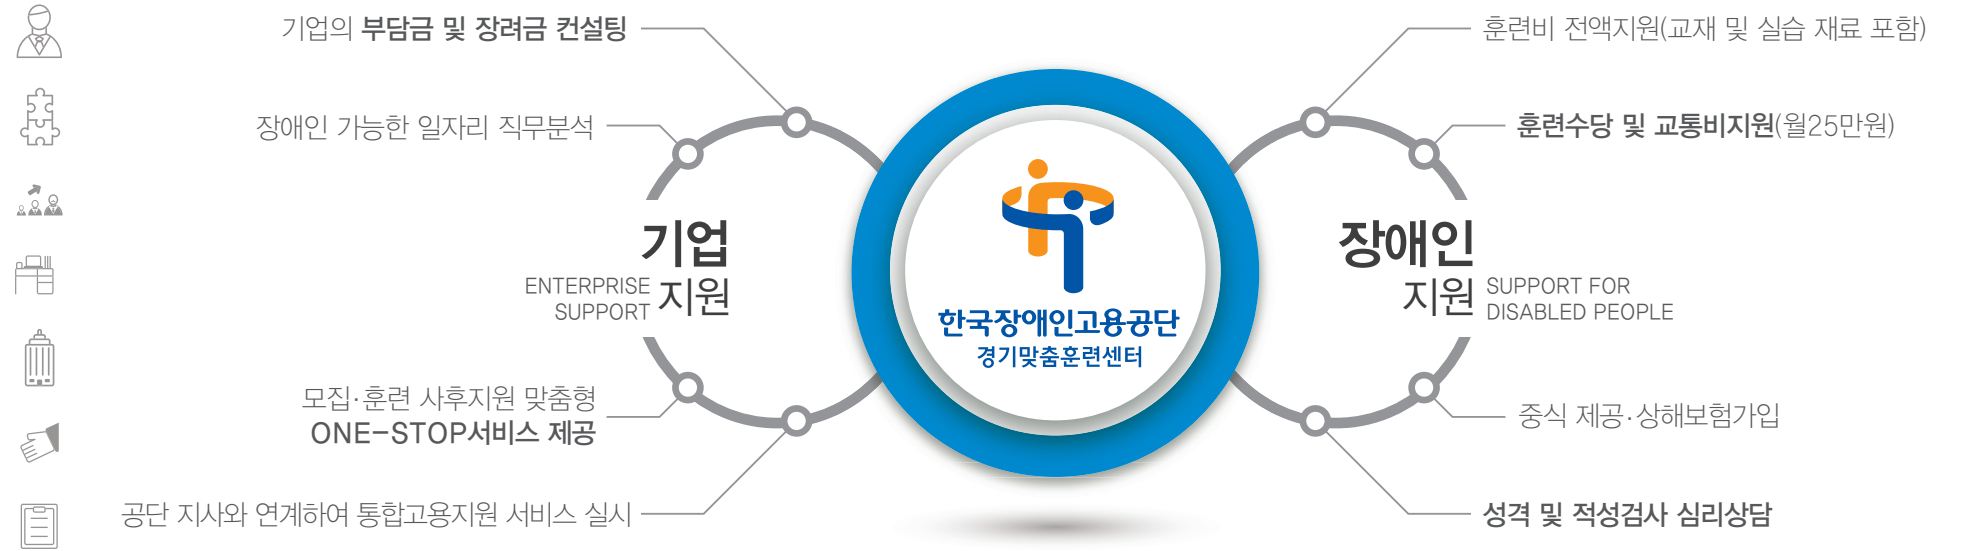 기업의 부담금 및 장려금 컨설팅
장애인 가능한 일자리 직무분석
기업
지원
ENTERPRISE
SUPPORT
모집·훈련 사후지원 맞춤형
ONE-STOP서비스 제공
공단 지사와 연계하여 통합고용지원 서비스 실시
한국장애인고용공단
경기맞춤훈련센터
훈련비 전액지원(교재 및 실습 재료 포함)
훈련수당 및 교통비지원(월25만원)
장애인
지원
SUPPORT FOR
DISABLED PEOPLE
중식 제공·상해보험가입
성격 및 적성검사 심리상담